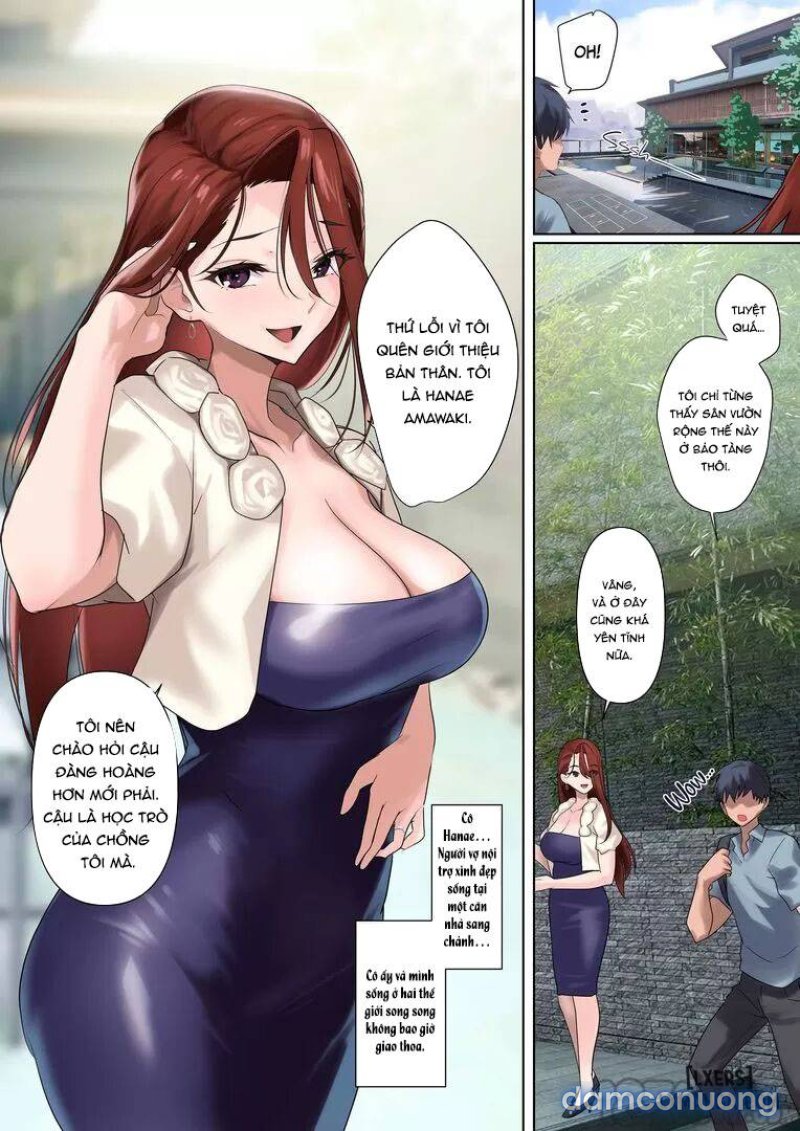 OH!
Sssh
TUYỆT
QUÁ...
TÔI CHỈ TỪNG
THẤY SÂN VƯỜN
RỘNG THẾ NÀY
Ở BẢO TÀNG
THÔI.
VÂNG,
VÀ Ở ĐÂY
CŨNG KHÁ
YÊN TĨNH
NỮA.
WOW...
THỨ LỖI VÌ TÔI
QUÊN GIỚI THIỆU
BẢN THÂN. TÔI
LÀ HANAE
AMAWAKI.
TÔI NÊN
CHÀO HỎI CẬU
ĐÀNG HOÀNG
HƠN MỚI PHẢI.
CẬU LÀ HỌC TRÒ
CỦA CHỒNG
TÔI MÀ.
Cô
Hanae...
Người vợ nội
trợ xinh đẹp
sống tại
một căn
nhà sang
chảnh...
Cô ấy và mình
sống ở hai thế
giới song song
không bao giờ
giao thoa.
[LXERS]
damconuong